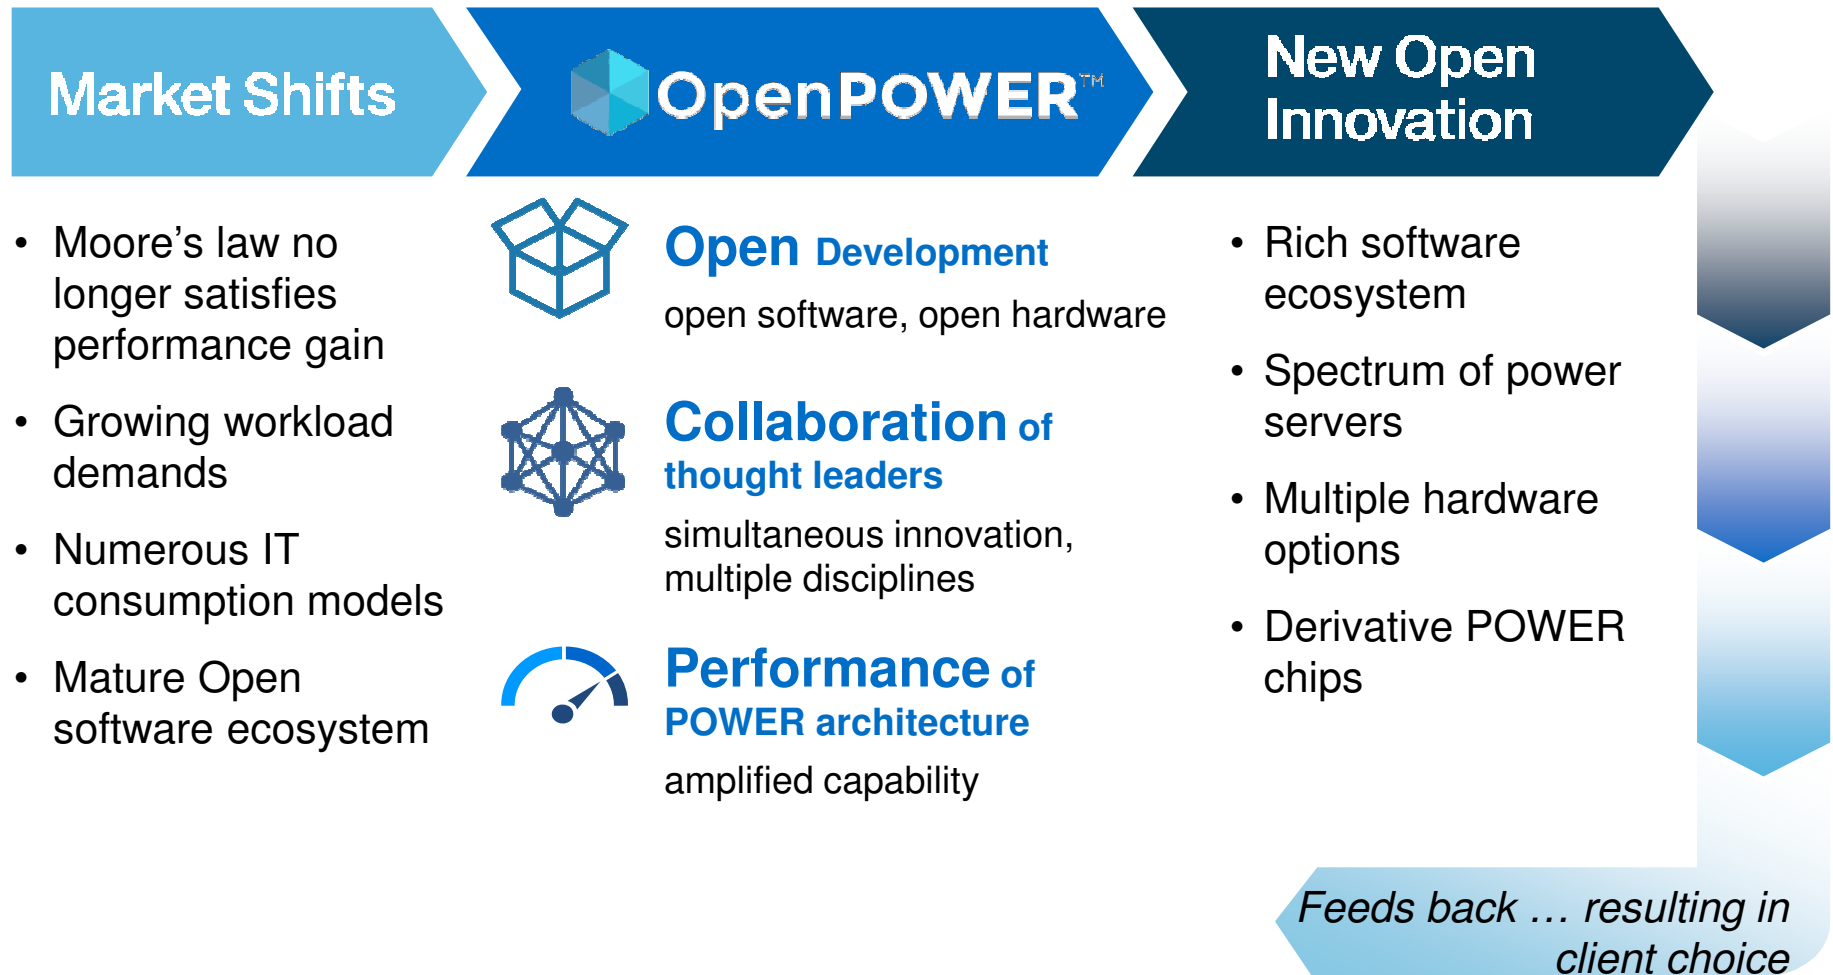 Market Shifts
OpenPOWER™
New Open
Innovation
• Moore’s law no
longer satisfies
performance gain
• Growing workload
demands
• Numerous IT
consumption models
• Mature Open
software ecosystem
Open Development
open software, open hardware
Collaboration of
thought leaders
simultaneous innovation,
multiple disciplines
Performance of
POWER architecture
amplified capability
• Rich software
ecosystem
• Spectrum of power
servers
• Multiple hardware
options
• Derivative POWER
chips
Feeds back … resulting in
client choice